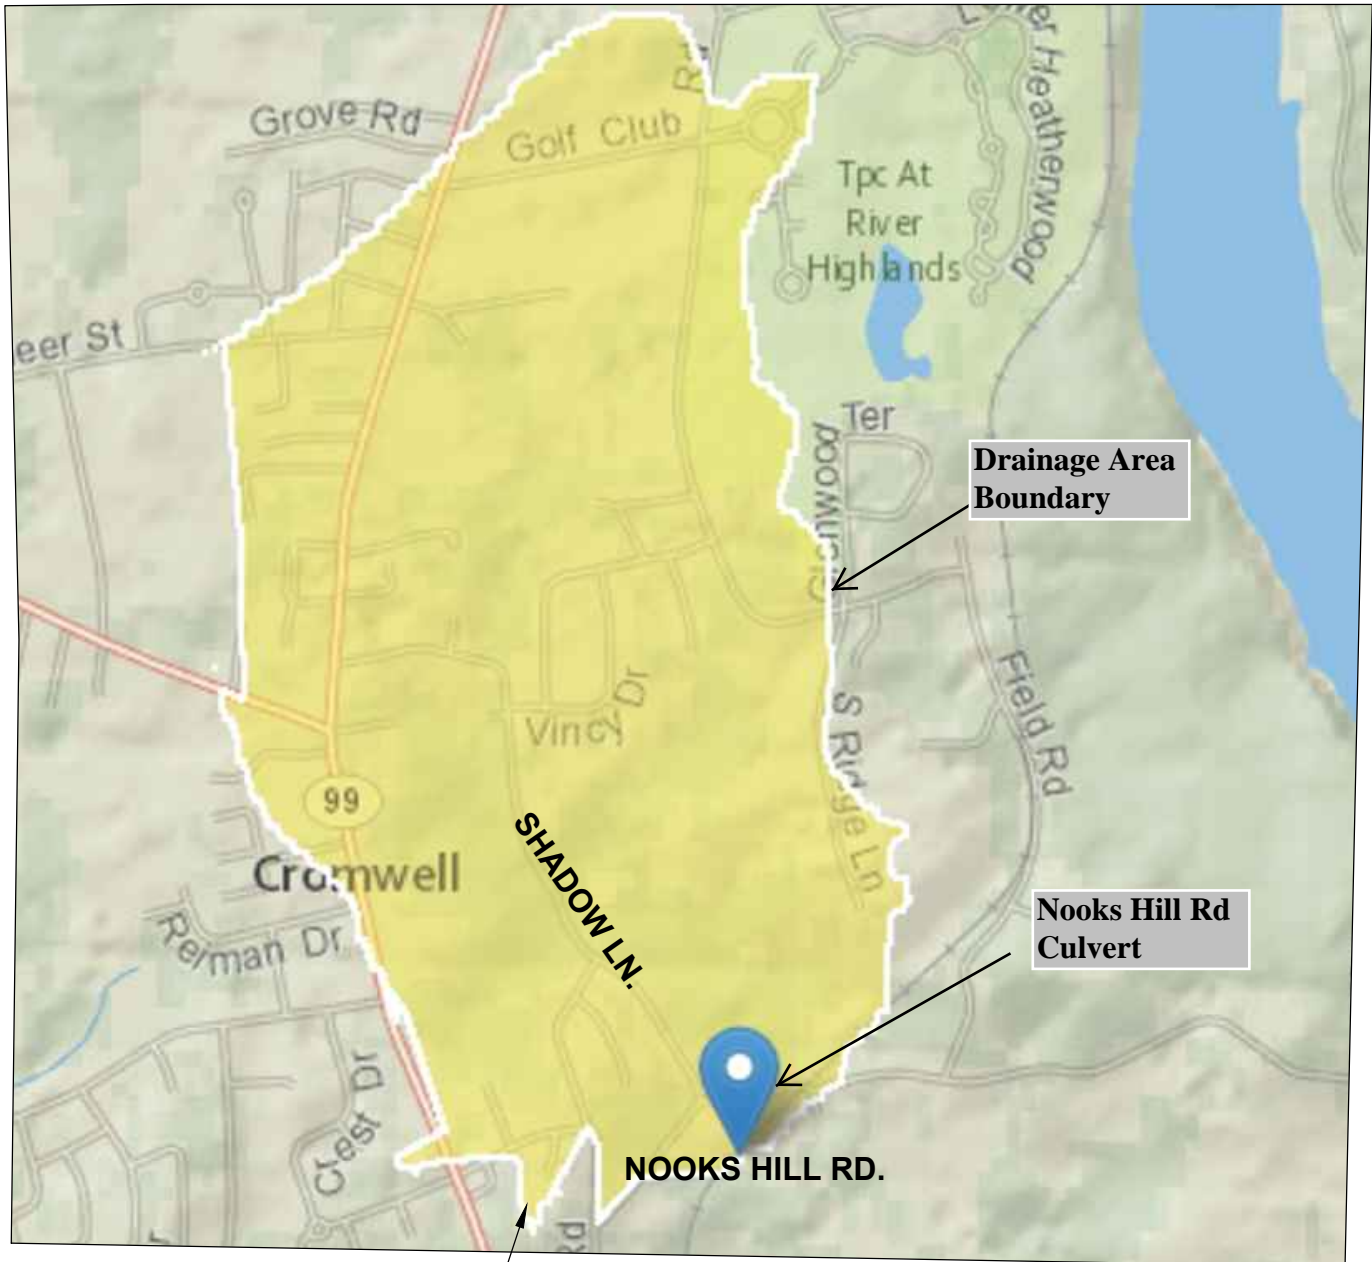 Rd
Heatherwood
Grove Rd
Golf Club
Tpc At
River
Highlands
eer St
Ter
Glenwood
Drainage Area
Boundary
Field Rd
S Ridge Ln
Vincy Dr
99
SHADOW LN.
Cromwell
Nooks Hill Rd
Culvert
Dr
Crest Dr
NOOKS HILL RD.
Rd